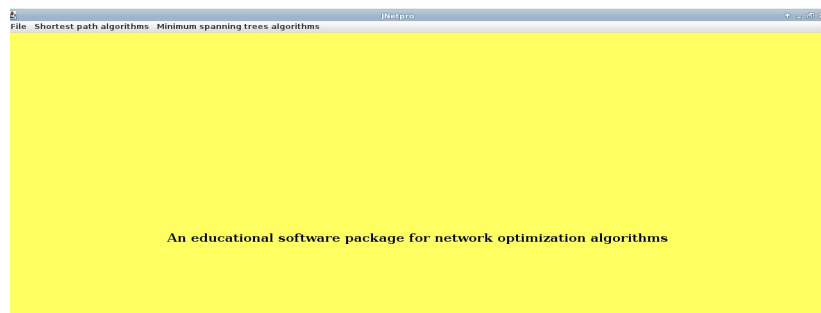 jNetpro
File Shortest path algorithms Minimum spanning trees algorithms
An educational software package for network optimization algorithms